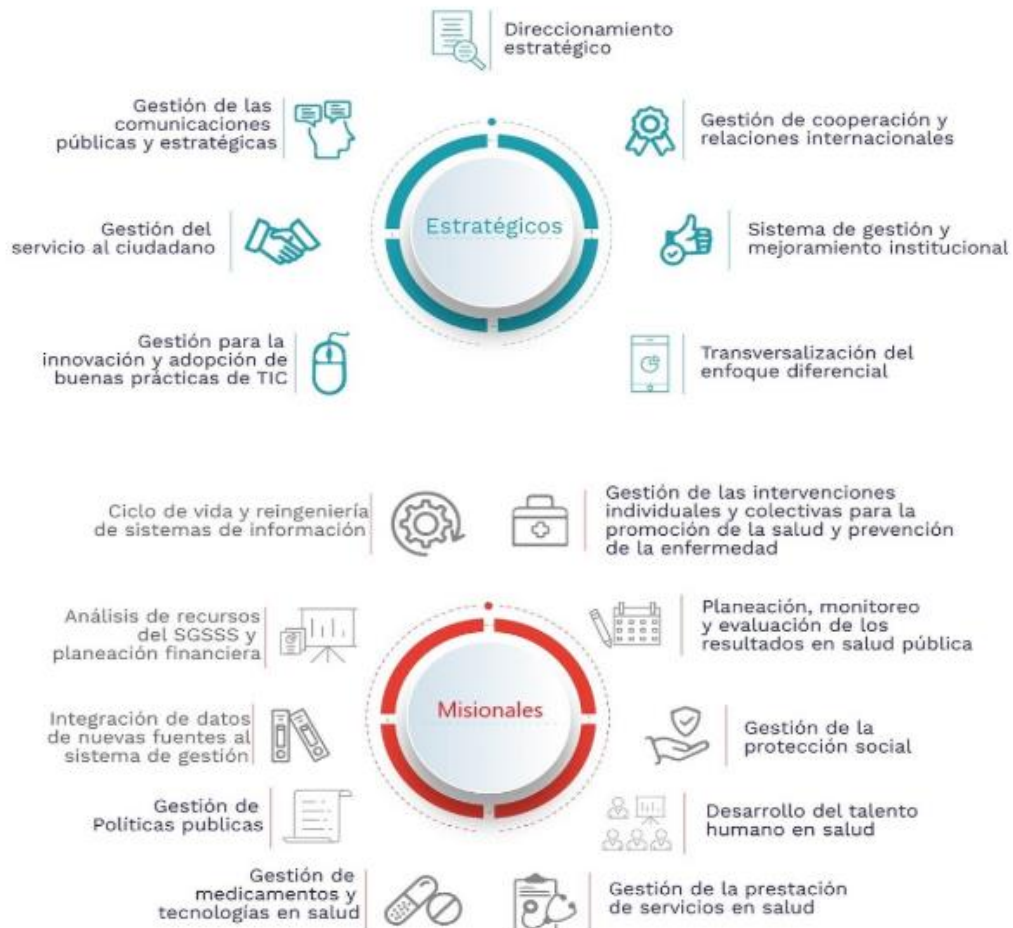 Direccionamiento
estratégico
Gestión de las
comunicaciones
públicas y estratégicas
Gestión de cooperación y
relaciones internacionales
Estratégicos
Gestión del
servicio al ciudadano
Sistema de gestión y
mejoramiento institucional
Gestión para la
innovación y adopción de
buenas prácticas de TIC
Transversalización del
enfoque diferencial
Ciclo de vida y reingeniería
de sistemas de información
Gestión de las intervenciones
individuales y colectivas para la
promoción de la salud y prevención
de la enfermedad
Análisis de recursos
del SGSSS y
planeación financiera
Planeación, monitoreo
y evaluación de los
resultados en salud pública
Misionales
Integración de datos
de nuevas fuentes al
sistema de gestión
Gestión de la
protección social
Gestión de
Políticas publicas
Desarrollo del talento
humano en salud
Gestión de
medicamentos y
tecnologías en salud
Gestión de la prestación
de servicios en salud